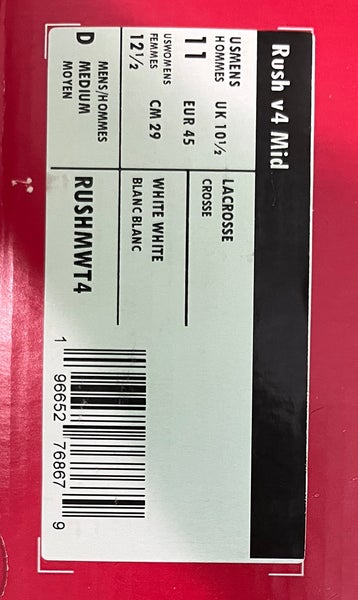 Rush v4 Mid
USMENS
HOMMES
11
UK 10½
EUR 45
USWOMENS
FEMMES
12½
CM 29
D
MENS/HOMMES
MEDIUM
MOYEN
LACROSSE
CROSSE
WHITE WHITE
BLANC BLANC
RUSHMWT4
1 96652 76867 9